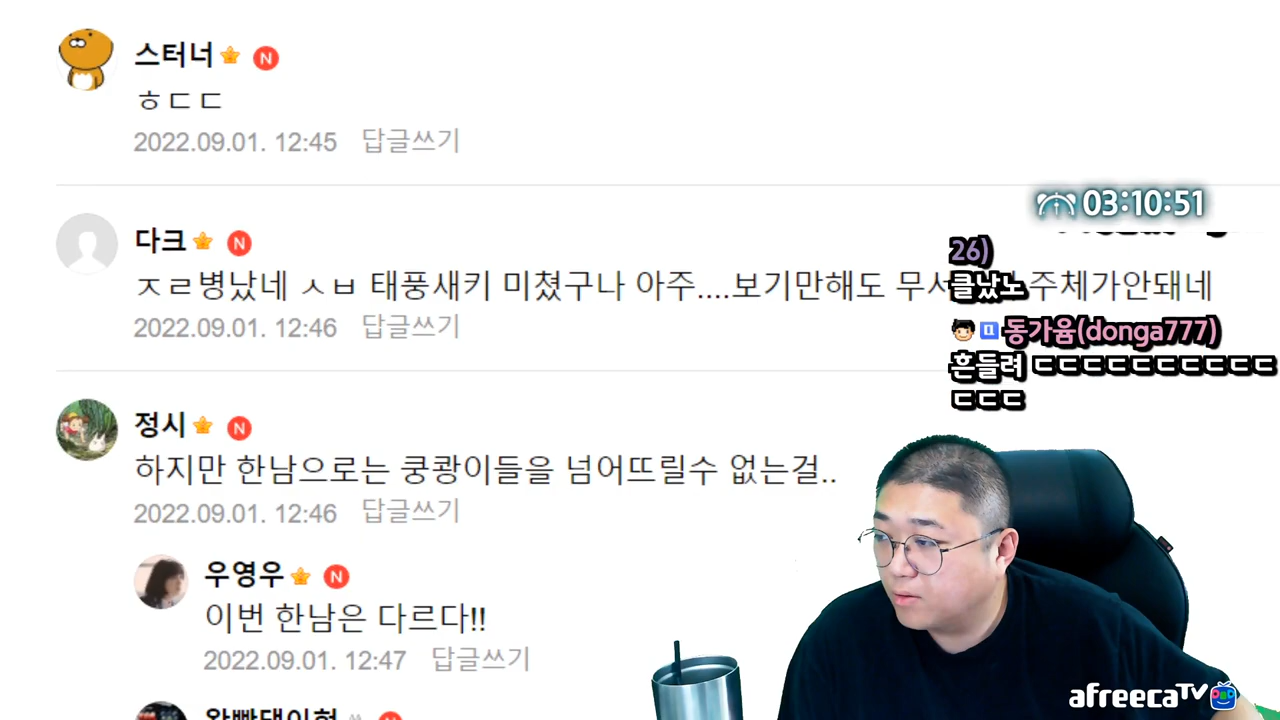 스터너
N
ㅎㄷㄷ
2022.09.01. 12:45 답글쓰기
03:10:51
다크
N
ㅈㄹ병났네 ㅅㅂ 태풍새키 미쳤구나 아주....보기만해도 무서 주체가안돼네
2022.09.01. 12:46 답글쓰기
26)
클났노
동가움(donga777)
흔들려 ㄷㄷㄷㄷㄷㄷㄷㄷㄷㄷ
ㄷㄷㄷ
정시
N
하지만 한남으로는 쿵쾅이들을 넘어뜨릴수 없는걸..
2022.09.01. 12:46 답글쓰기
우영우
N
이번 한남은 다르다!!
2022.09.01. 12:47 답글쓰기
afreecaTV